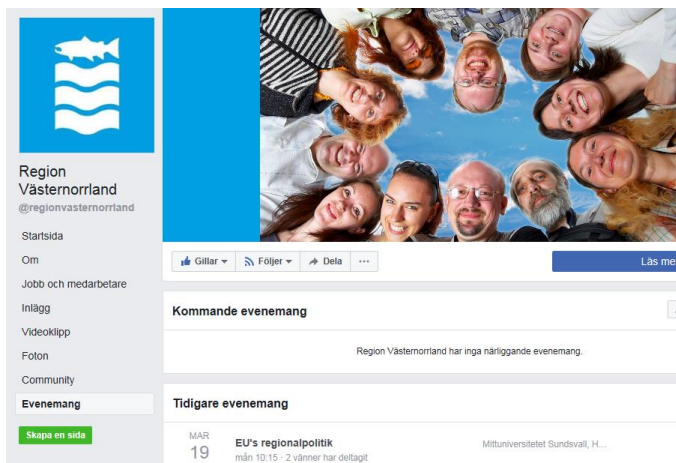 Region
Västernorrland
@regionvasternorrland
Startsida
Om
Jobb och medarbetare
Inlägg
Videoklipp
Foton
Community
Evenemang
Skapa en sida
Gillar
Följer
Dela
Läs me
Kommande evenemang
Region Västernorrland har inga närliggande evenemang.
Tidigare evenemang
MAR
19
EU's regionalpolitik
mån 10:15 · 2 vänner har deltagit
Mittuniversitetet Sundsvall, H...